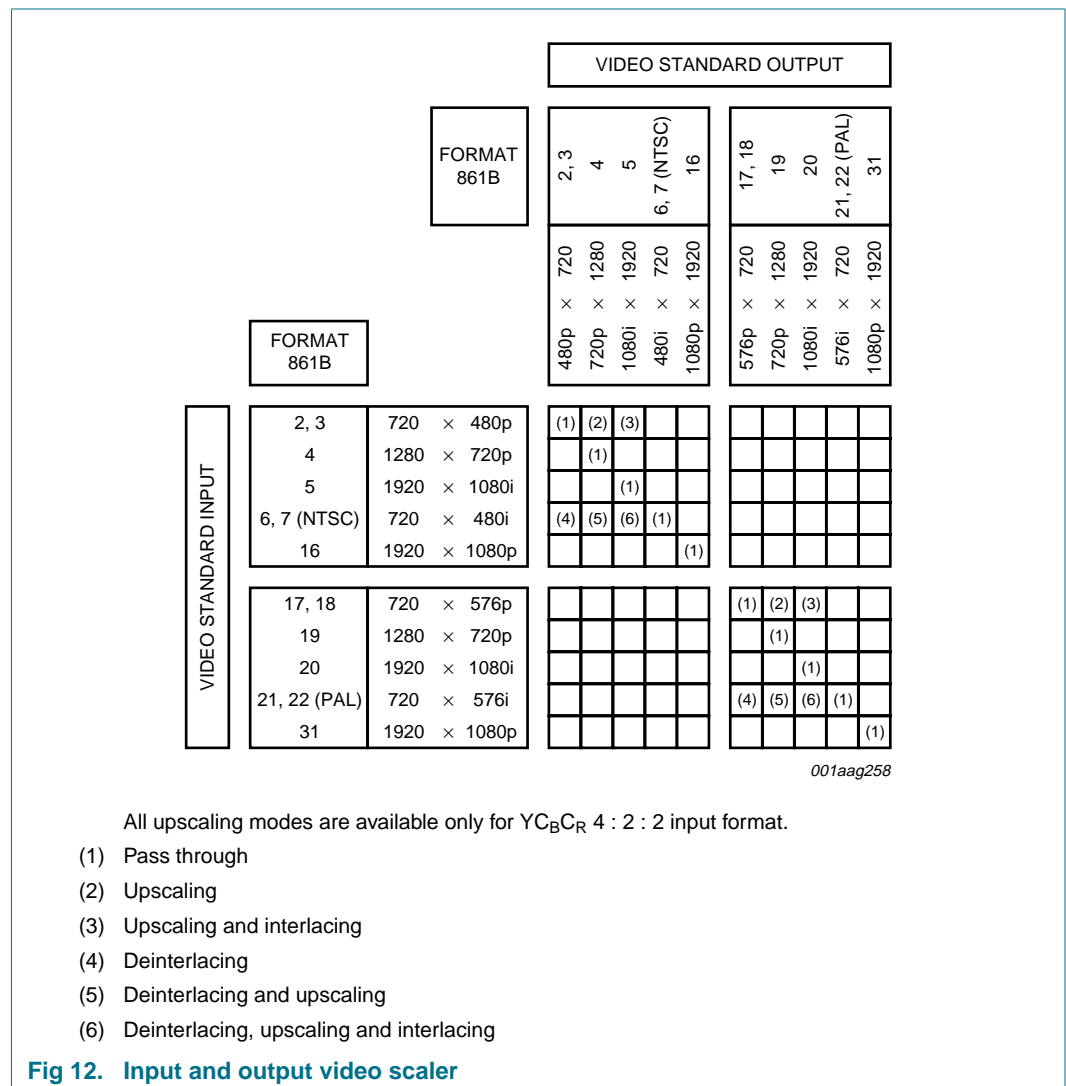 VIDEO STANDARD OUTPUT
FORMAT
861B
2, 3
4
5
6, 7 (NTSC)
16
17, 18
19
20
21, 22 (PAL)
31
480p × 720
720p × 1280
1080i × 1920
480i × 720
1080p × 1920
576p × 720
720p × 1280
1080i × 1920
576i × 720
1080p × 1920
FORMAT
861B
VIDEO STANDARD INPUT
2, 3 720 × 480p (1) (2) (3)
4 1280 × 720p (1)
5 1920 × 1080i (1)
6, 7 (NTSC) 720 × 480i (4) (5) (6) (1)
16 1920 × 1080p (1)
17, 18 720 × 576p (1) (2) (3)
19 1280 × 720p (1)
20 1920 × 1080i (1)
21, 22 (PAL) 720 × 576i (4) (5) (6) (1)
31 1920 × 1080p (1)
001aag258
All upscaling modes are available only for YCBCR 4 : 2 : 2 input format.
(1) Pass through
(2) Upscaling
(3) Upscaling and interlacing
(4) Deinterlacing
(5) Deinterlacing and upscaling
(6) Deinterlacing, upscaling and interlacing
Fig 12. Input and output video scaler